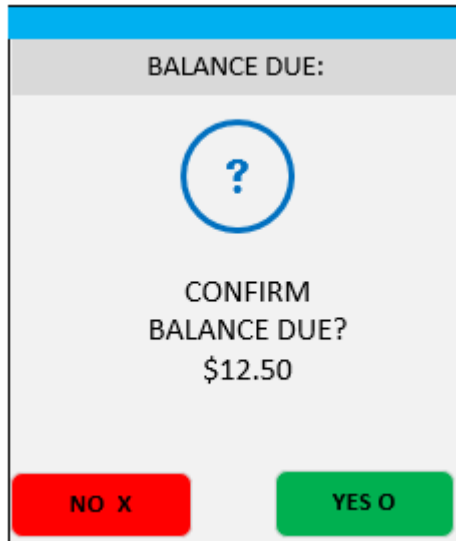 BALANCE DUE:
?
CONFIRM
BALANCE DUE?
$12.50
NO X
YES O